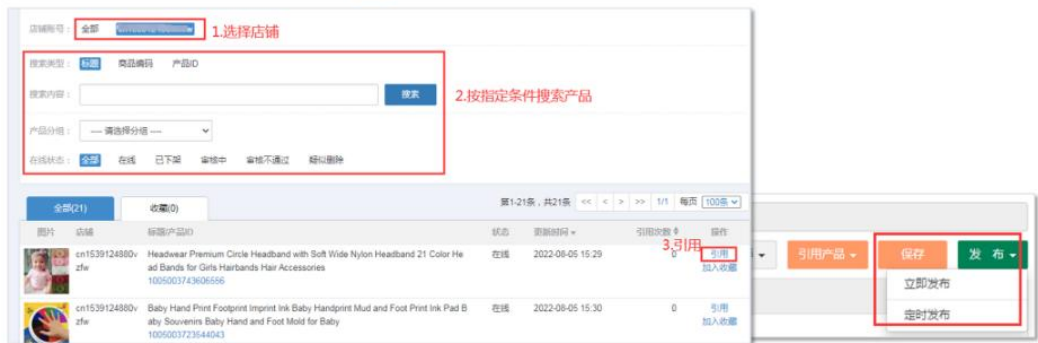 店铺账号： 全部
1.选择店铺
搜索类型： 标题 商品编码 产品ID
搜索内容： 搜索
2.按指定条件搜索产品
产品分组： ---- 请选择分组 ----
在线状态： 全部 在线 已下架 审核中 审核不通过 疑似删除
全部(21) 收藏(0) 第1-21条，共21条 << < > >> 1/1 每页 100条
图片 店铺 标题/产品ID 状态 更新时间 引用次数 操作
3.引用
cn1539124880v Headwear Premium Circle Headband with Soft Wide Nylon Headband 21 Color He 在线 2022-08-05 15:29 0 引用
zfw ad Bands for Girls Hairbands Hair Accessories 加入收藏
1005003743606556
cn1539124880v Baby Hand Print Footprint Imprint Ink Baby Handprint Mud and Foot Print Ink Pad B 在线 2022-08-05 15:30 0 引用
zfw aby Souvenirs Baby Hand and Foot Mold for Baby 加入收藏
1005003723544043
引用产品 保存 发 布
立即发布
定时发布